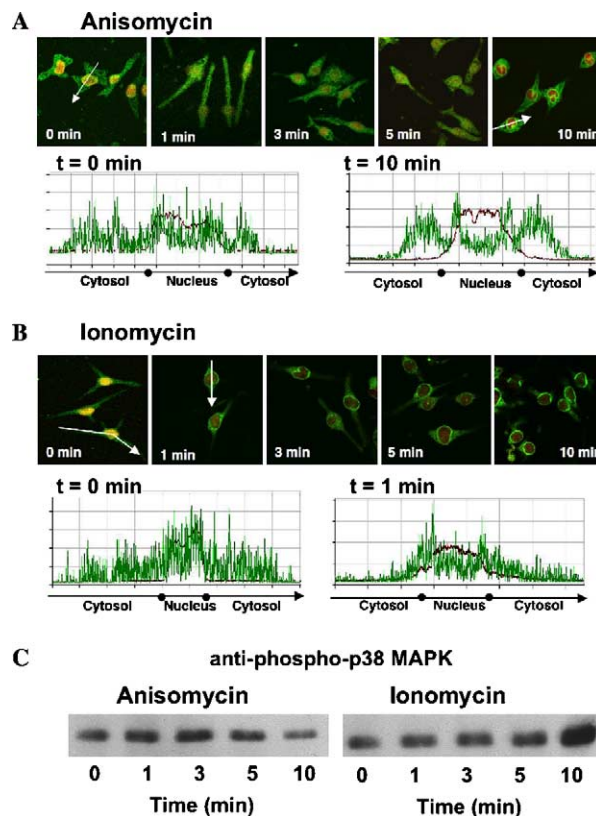 A Anisomycin
0 min 1 min 3 min 5 min 10 min
t = 0 min t = 10 min
Cytosol Nucleus Cytosol Cytosol Nucleus Cytosol
B Ionomycin
0 min 1 min 3 min 5 min 10 min
t = 0 min t = 1 min
Cytosol Nucleus Cytosol Cytosol Nucleus Cytosol
C anti-phospho-p38 MAPK
Anisomycin Ionomycin
0 1 3 5 10 0 1 3 5 10
Time (min) Time (min)